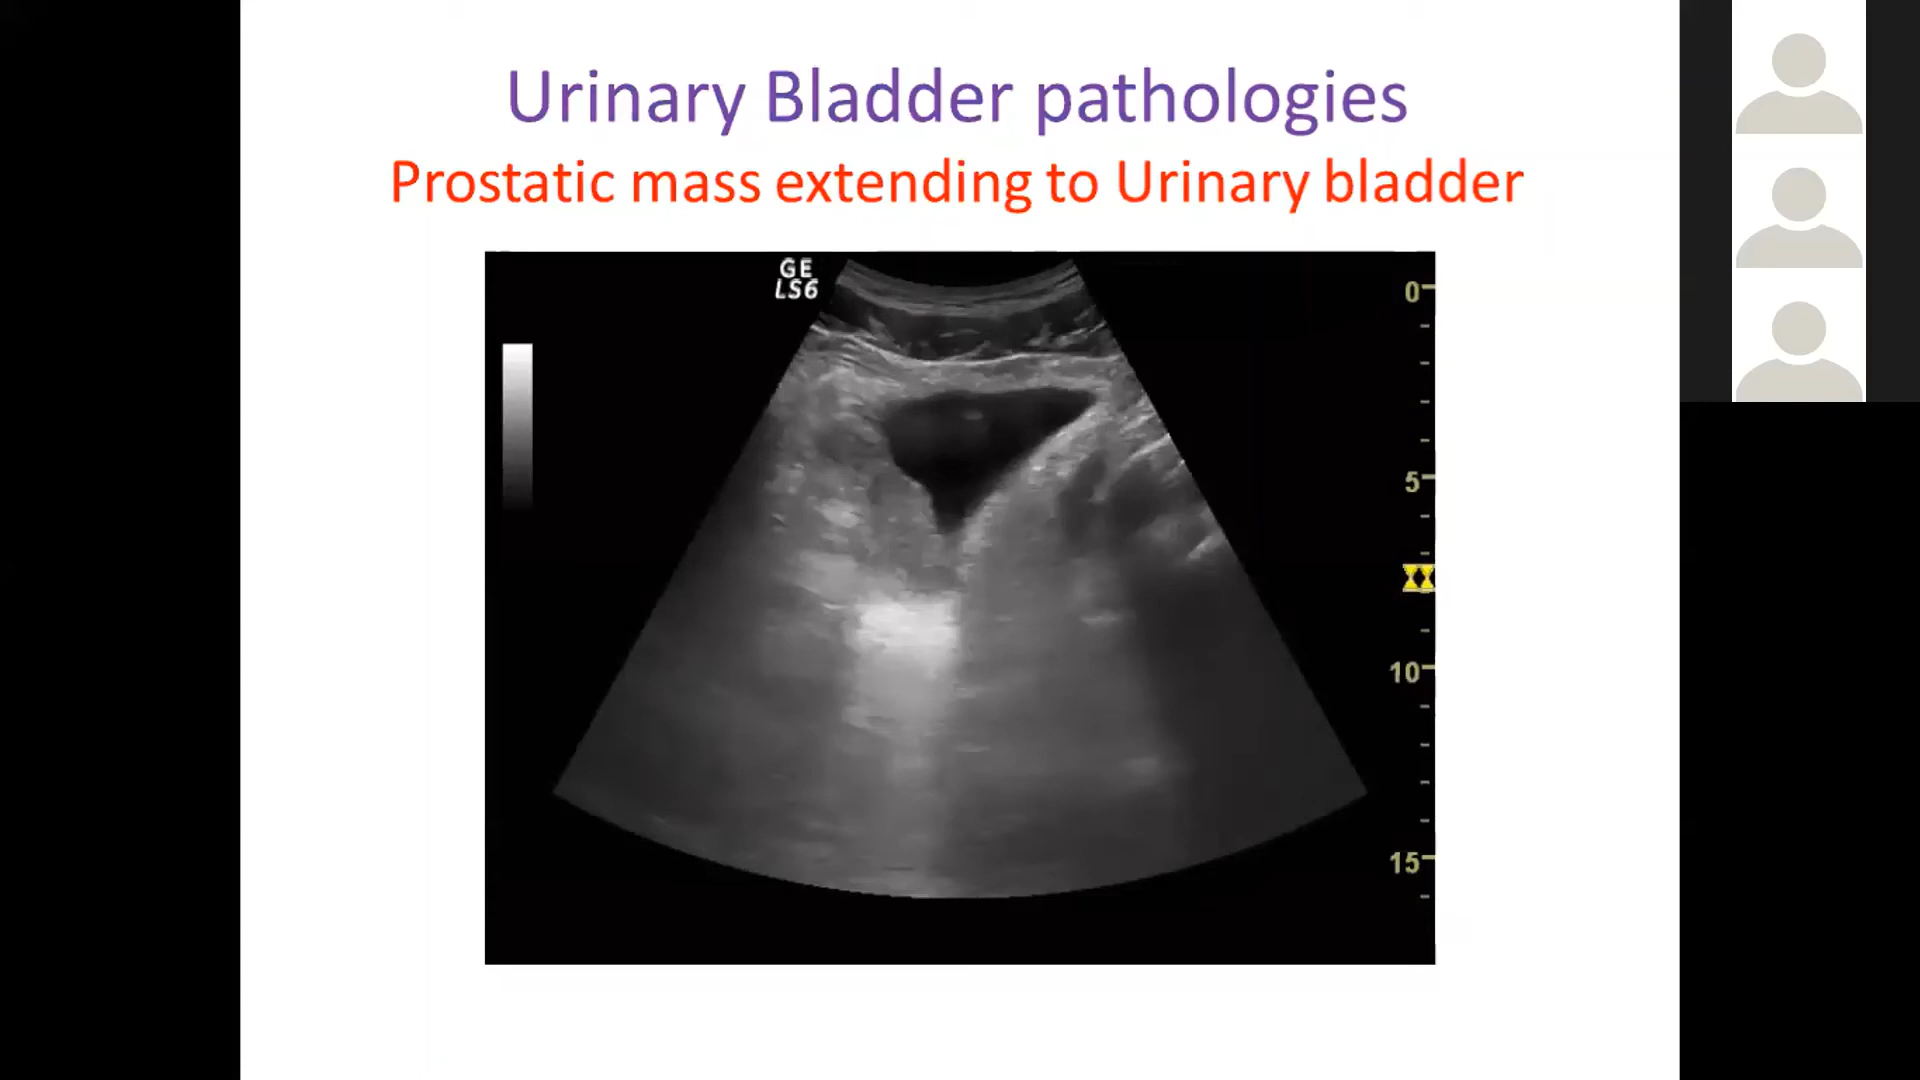 Urinary Bladder pathologies
Prostatic mass extending to Urinary bladder
GE
LS6
0
5
10
15